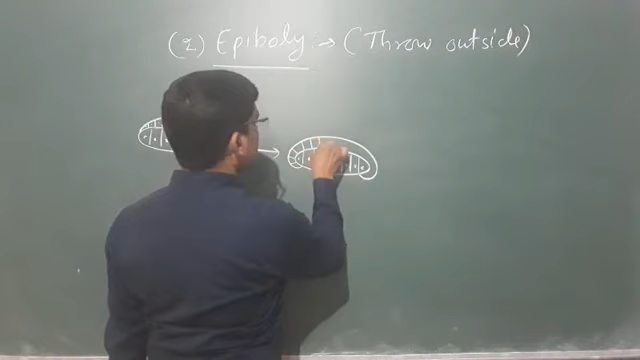 (2) Epiboly → (Throw outside)